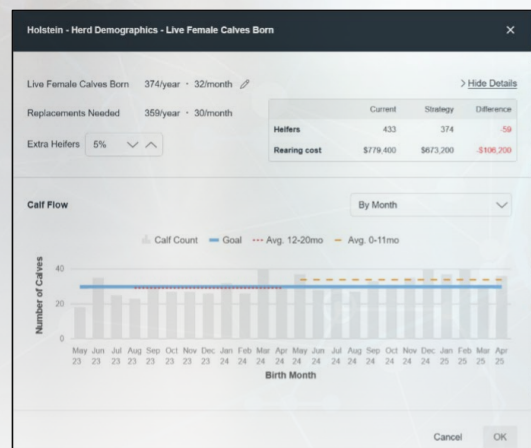 Holstein - Herd Demographics - Live Female Calves Born
Live Female Calves Born 374/year · 32/month
Hide Details
Replacements Needed 359/year · 30/month
Extra Heifers 5%
Current Strategy Difference
Heifers 433 374 -59
Rearing cost $779,400 $673,200 -$106,200
Calf Flow
By Month
Calf Count Goal Avg. 12-20mo Avg. 0-11mo
Number of Calves
40
20
0
May Jun Jul Aug Sep Oct Nov Dec Jan Feb Mar Apr May Jun Jul Aug Sep Oct Nov Dec Jan Feb Mar Apr
23 23 23 23 23 23 23 23 24 24 24 24 24 24 24 24 24 24 24 24 25 25 25 25
Birth Month
Cancel OK